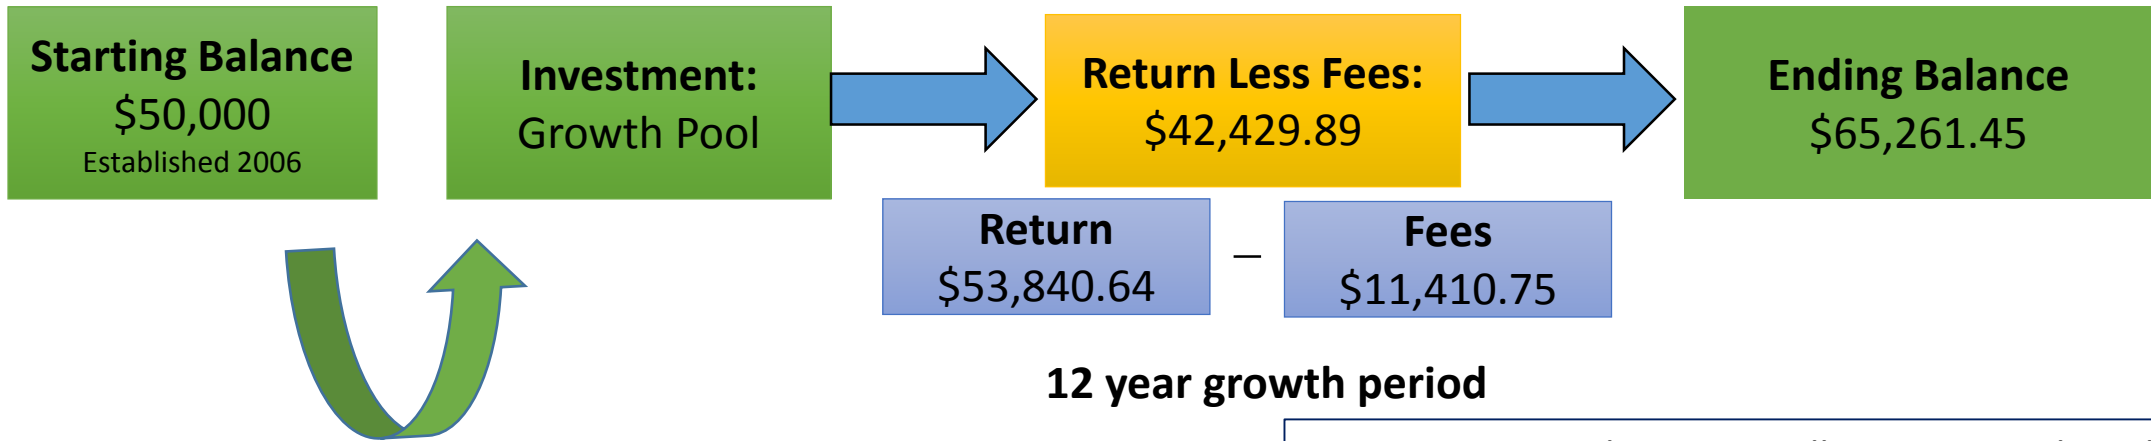 Starting Balance
$50,000
Established 2006
Investment:
Growth Pool
Return Less Fees:
$42,429.89
Ending Balance
$65,261.45
Return
$53,840.64
–
Fees
$11,410.75
12 year growth period